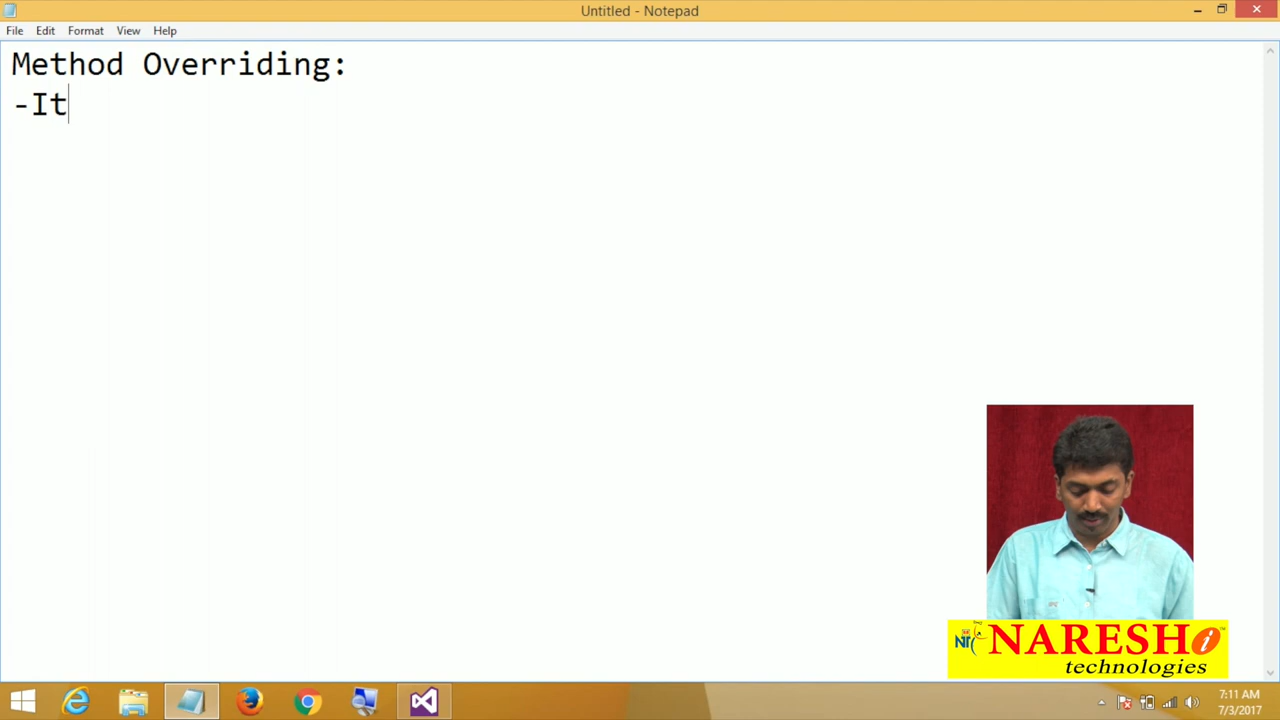 Untitled - Notepad
File Edit Format View Help
Method Overriding:
-It
NARESH i
technologies
7:11 AM
7/3/2017